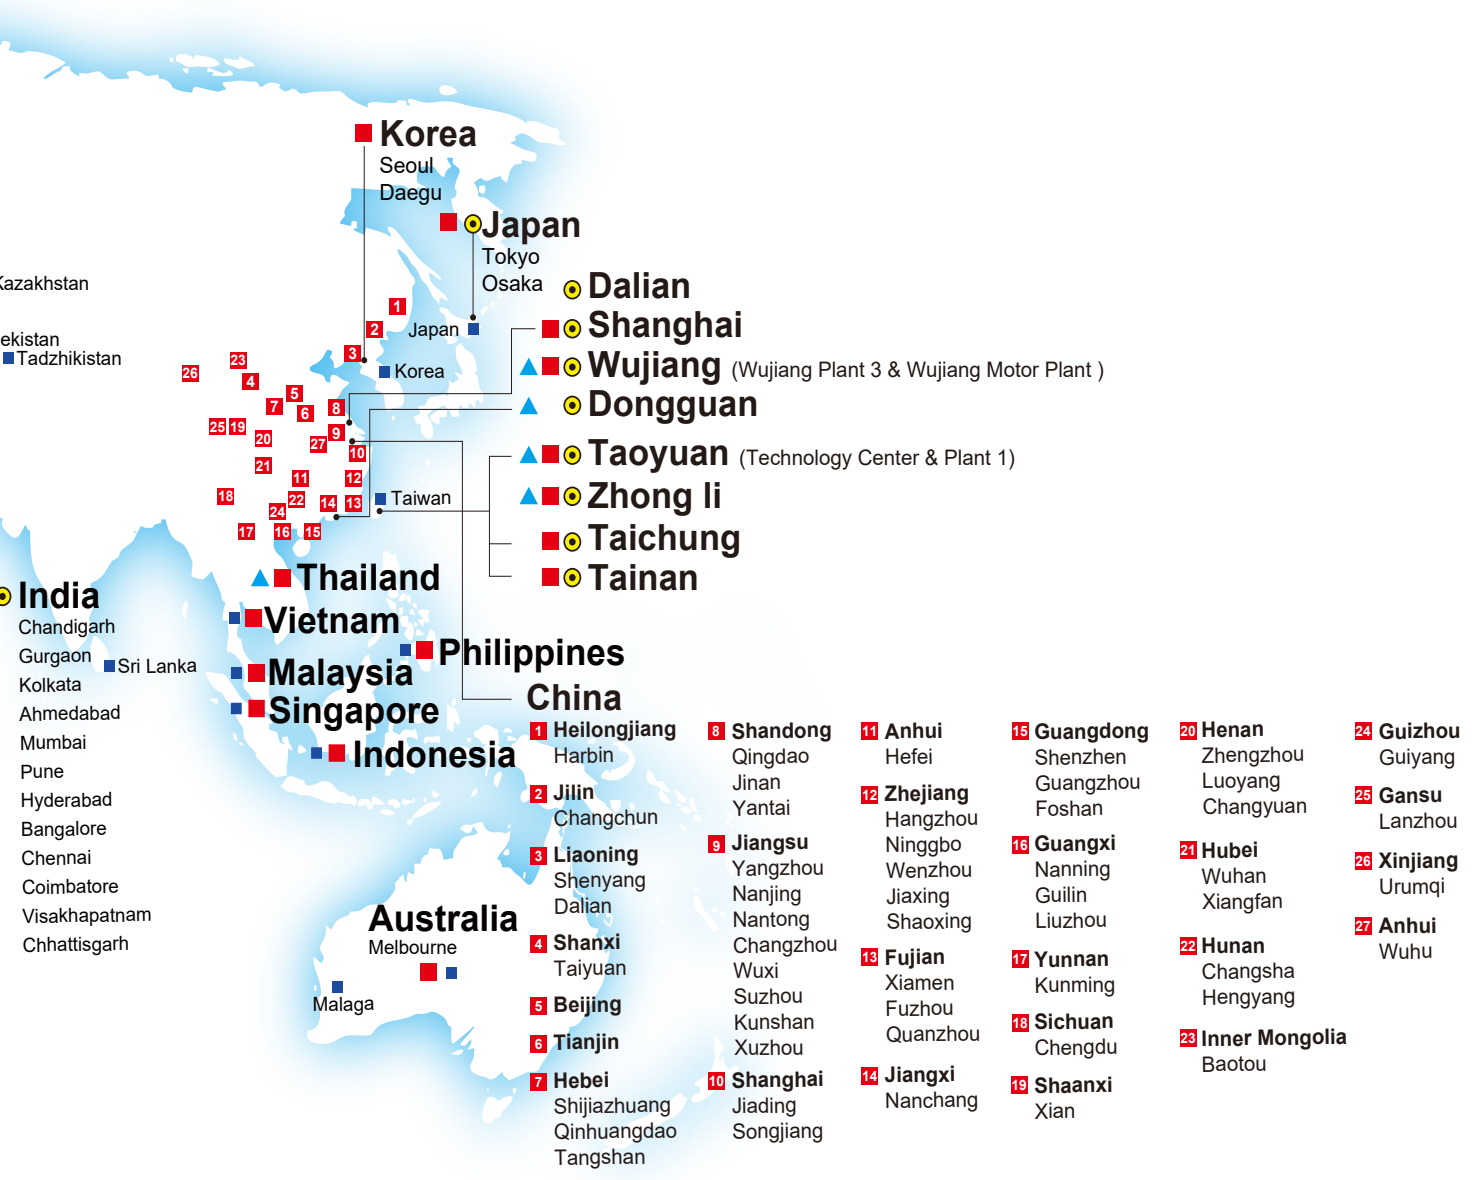 Korea
Seoul
Daegu
Japan
Tokyo
Osaka
Kazakhstan
ekistan
Tadzhikistan
Japan
Korea
Taiwan
Dalian
Shanghai
Wujiang (Wujiang Plant 3 & Wujiang Motor Plant )
Dongguan
Taoyuan (Technology Center & Plant 1)
Zhong li
Taichung
Tainan
1
2
3
23
26
4
5
7
6
8
25 19
20
27
9
10
21
11
12
18
22
14
13
24
17
16
15
Thailand
Vietnam
Malaysia
Singapore
Indonesia
Philippines
India
Chandigarh
Gurgaon
Kolkata
Ahmedabad
Mumbai
Pune
Hyderabad
Bangalore
Chennai
Coimbatore
Visakhapatnam
Chhattisgarh
Sri Lanka
Australia
Melbourne
Malaga
China
1 Heilongjiang
Harbin
2 Jilin
Changchun
3 Liaoning
Shenyang
Dalian
4 Shanxi
Taiyuan
5 Beijing
6 Tianjin
7 Hebei
Shijiazhuang
Qinhuangdao
Tangshan
8 Shandong
Qingdao
Jinan
Yantai
9 Jiangsu
Yangzhou
Nanjing
Nantong
Changzhou
Wuxi
Suzhou
Kunshan
Xuzhou
10 Shanghai
Jiading
Songjiang
11 Anhui
Hefei
12 Zhejiang
Hangzhou
Ninggbo
Wenzhou
Jiaxing
Shaoxing
13 Fujian
Xiamen
Fuzhou
Quanzhou
14 Jiangxi
Nanchang
15 Guangdong
Shenzhen
Guangzhou
Foshan
16 Guangxi
Nanning
Guilin
Liuzhou
17 Yunnan
Kunming
18 Sichuan
Chengdu
19 Shaanxi
Xian
20 Henan
Zhengzhou
Luoyang
Changyuan
21 Hubei
Wuhan
Xiangfan
22 Hunan
Changsha
Hengyang
23 Inner Mongolia
Baotou
24 Guizhou
Guiyang
25 Gansu
Lanzhou
26 Xinjiang
Urumqi
27 Anhui
Wuhu